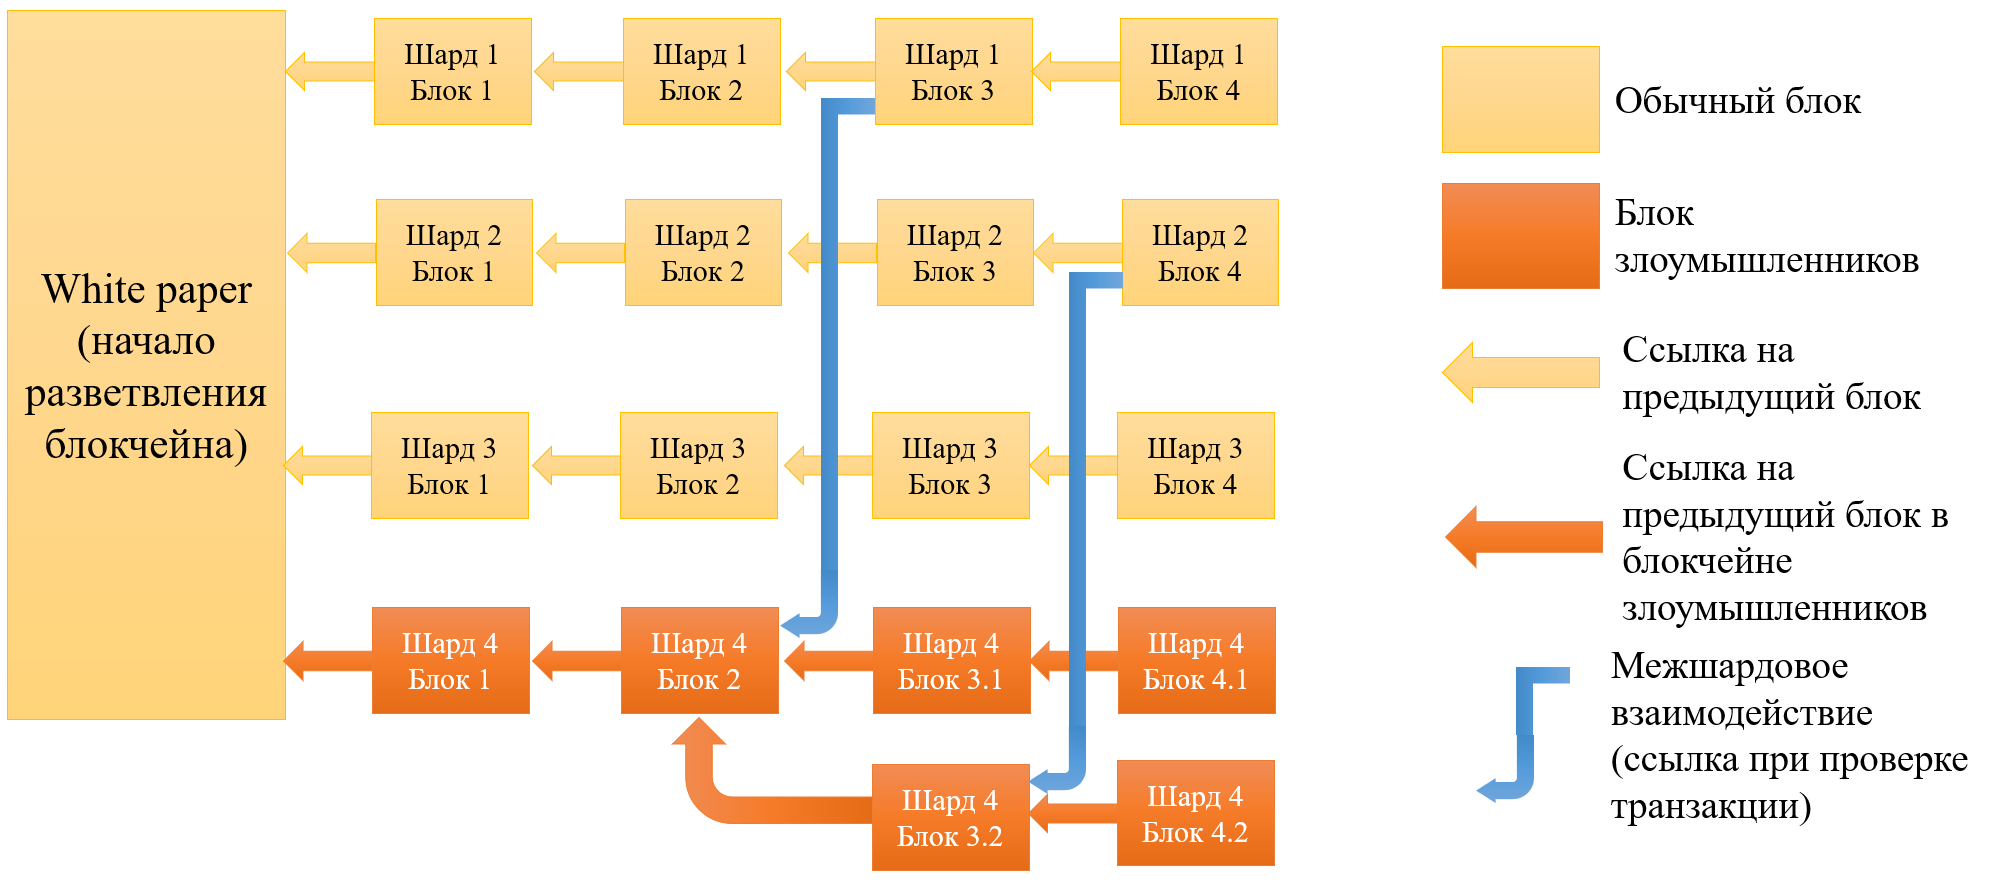 White paper
(начало
разветвления
блокчейна)
Шард 1
Блок 1
Шард 1
Блок 2
Шард 1
Блок 3
Шард 1
Блок 4
Шард 2
Блок 1
Шард 2
Блок 2
Шард 2
Блок 3
Шард 2
Блок 4
Шард 3
Блок 1
Шард 3
Блок 2
Шард 3
Блок 3
Шард 3
Блок 4
Шард 4
Блок 1
Шард 4
Блок 2
Шард 4
Блок 3.1
Шард 4
Блок 4.1
Шард 4
Блок 3.2
Шард 4
Блок 4.2
Обычный блок
Блок
злоумышленников
Ссылка на
предыдущий блок
Ссылка на
предыдущий блок в
блокчейне
злоумышленников
Межшардовое
взаимодействие
(ссылка при проверке
транзакции)